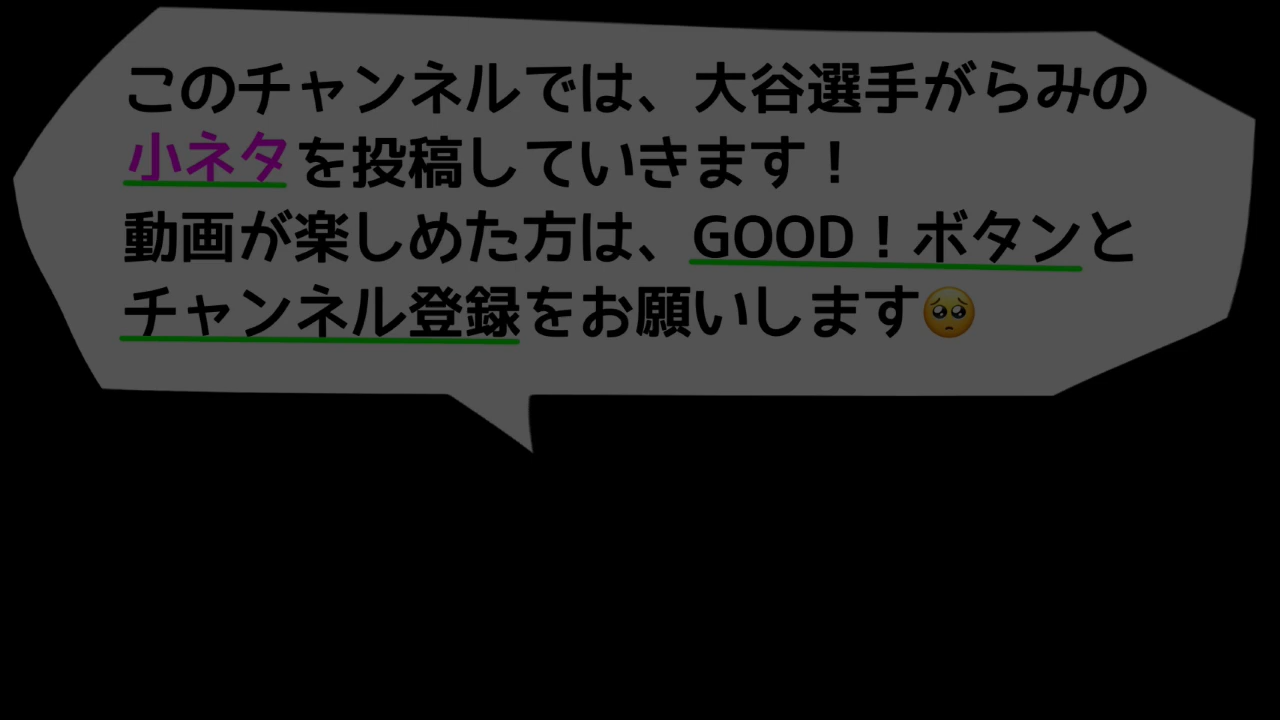 このチャンネルでは、大谷選手がらみの
小ネタを投稿していきます！
動画が楽しめた方は、GOOD！ボタンと
チャンネル登録をお願いします🥺